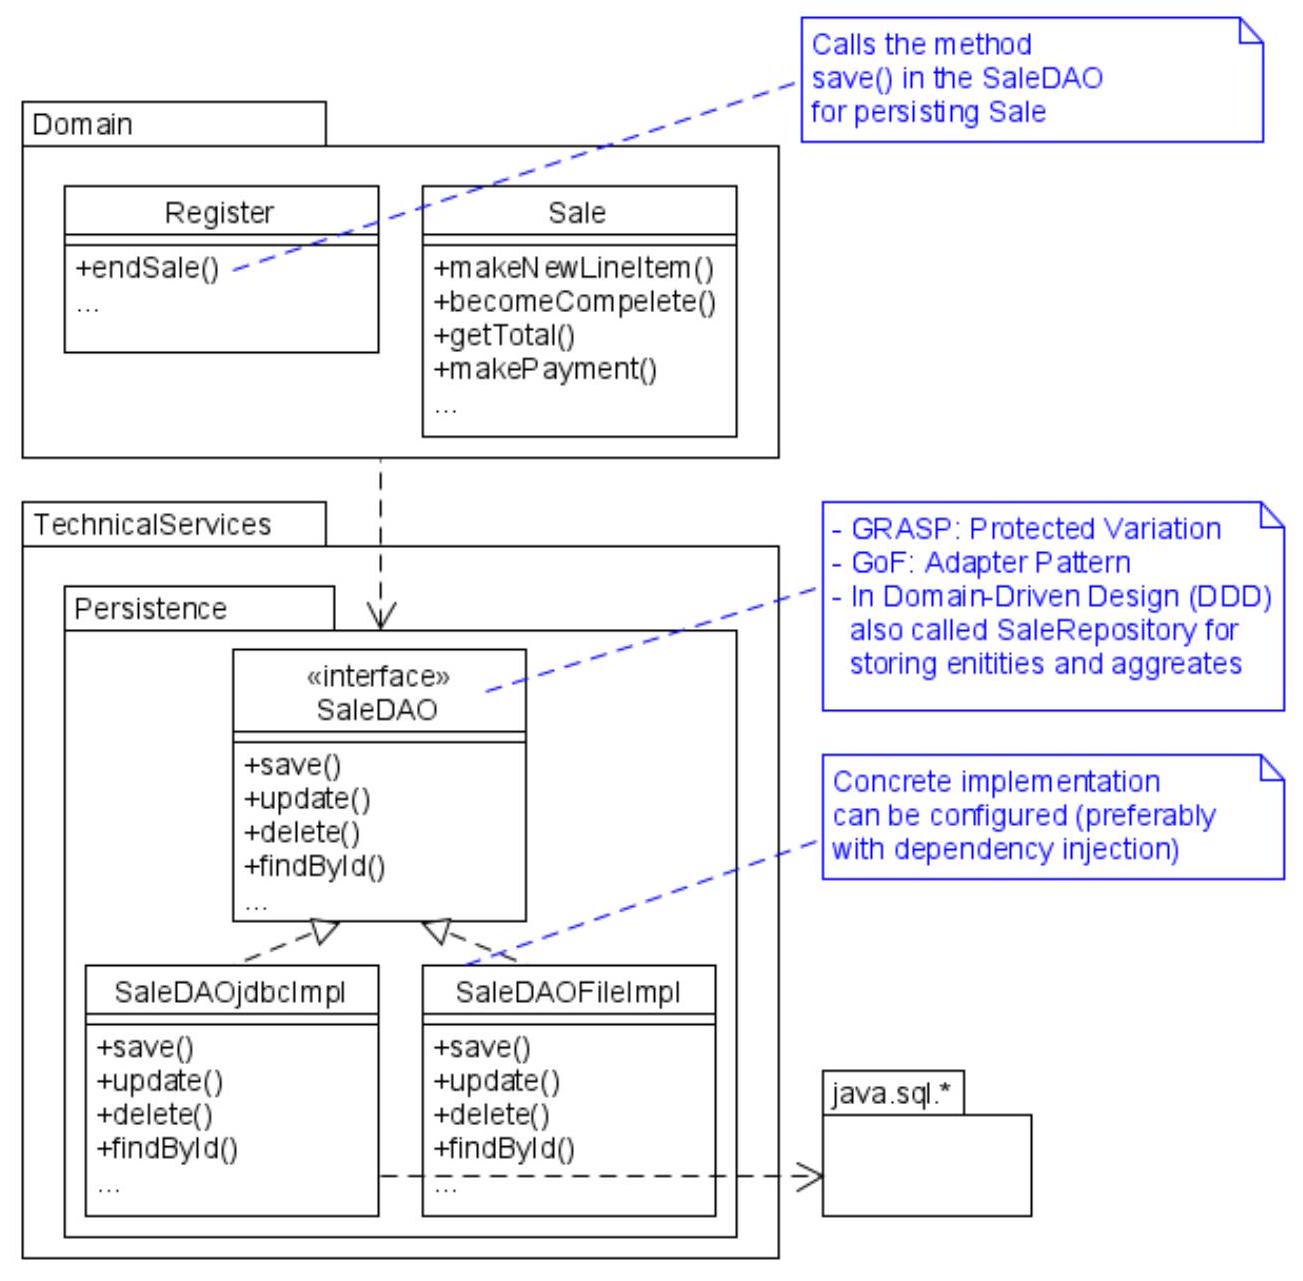 Calls the method
save() in the SaleDAO
for persisting Sale
Domain
Register
+endSale()
...
Sale
+makeNewLineItem()
+becomeCompelete()
+getTotal()
+makePayment()
...
TechnicalServices
- GRASP: Protected Variation
- GoF: Adapter Pattern
- In Domain-Driven Design (DDD)
also called SaleRepository for
storing enitities and aggreates
Persistence
«interface»
SaleDAO
+save()
+update()
+delete()
+findById()
...
Concrete implementation
can be configured (preferably
with dependency injection)
SaleDAOjdbcImpl
+save()
+update()
+delete()
+findById()
...
SaleDAOFileImpl
+save()
+update()
+delete()
+findById()
...
java.sql.*